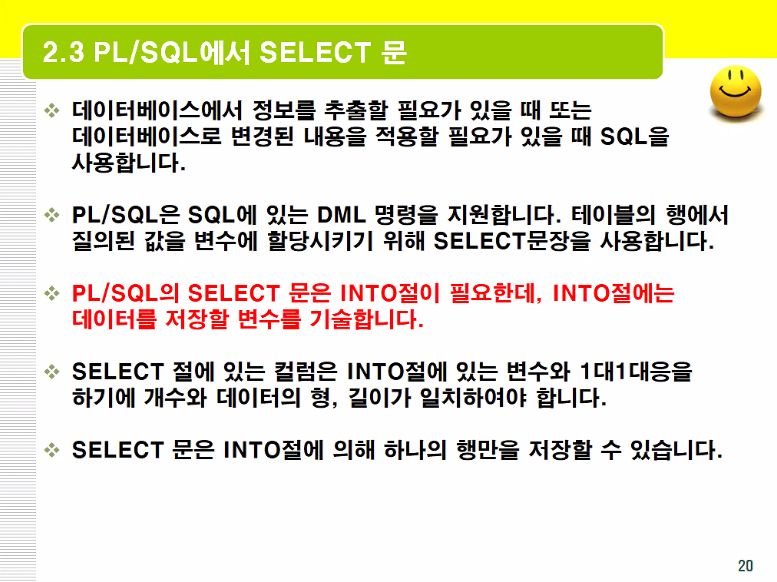 2.3 PL/SQL에서 SELECT 문
데이터베이스에서 정보를 추출할 필요가 있을 때 또는
데이터베이스로 변경된 내용을 적용할 필요가 있을 때 SQL을
사용합니다.
PL/SQL은 SQL에 있는 DML 명령을 지원합니다. 테이블의 행에서
질의된 값을 변수에 할당시키기 위해 SELECT문장을 사용합니다.
PL/SQL의 SELECT 문은 INTO절이 필요한데, INTO절에는
데이터를 저장할 변수를 기술합니다.
SELECT 절에 있는 컬럼은 INTO절에 있는 변수와 1대1대응을
하기에 개수와 데이터의 형, 길이가 일치하여야 합니다.
SELECT 문은 INTO절에 의해 하나의 행만을 저장할 수 있습니다.
20